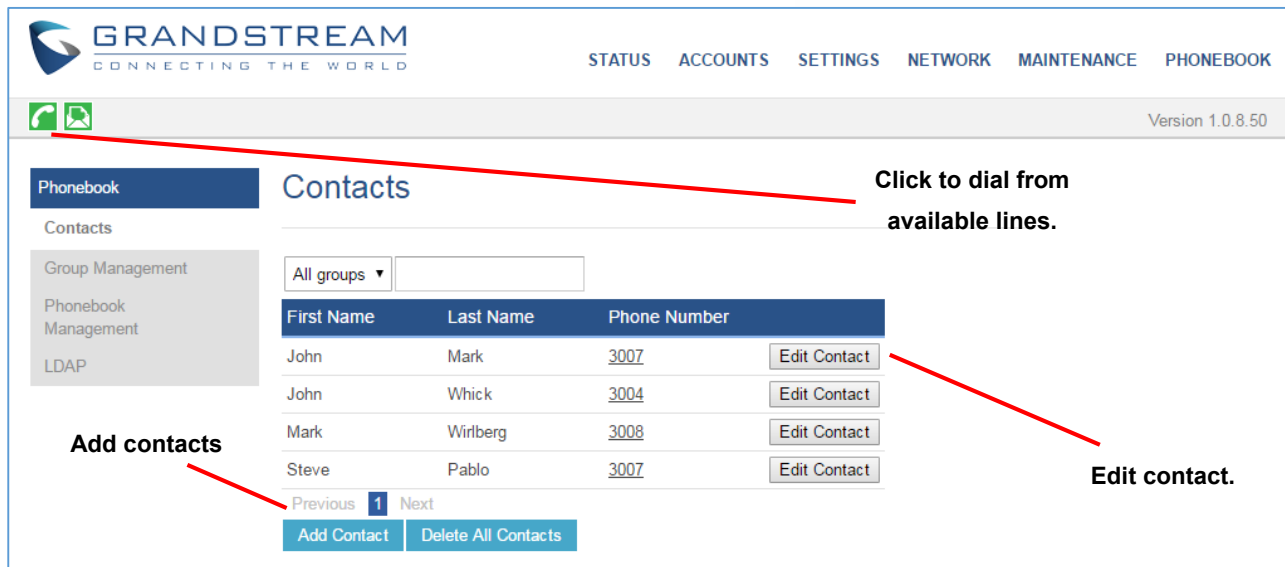 GRANDSTREAM
CONNECTING THE WORLD
STATUS ACCOUNTS SETTINGS NETWORK MAINTENANCE PHONEBOOK
Version 1.0.8.50
Phonebook
Contacts
Group Management
Phonebook
Management
LDAP
Contacts
Click to dial from
available lines.
All groups
First Name Last Name Phone Number
John Mark 3007 Edit Contact
John Whick 3004 Edit Contact
Mark Wirlberg 3008 Edit Contact
Steve Pablo 3007 Edit Contact
Add contacts
Edit contact.
Previous 1 Next
Add Contact Delete All Contacts